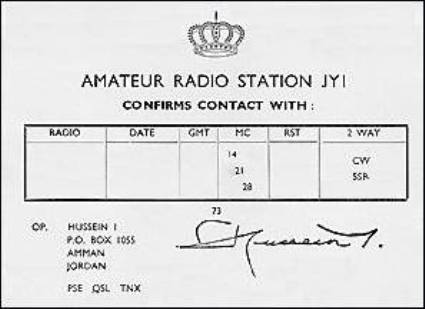 AMATEUR RADIO STATION JY1
CONFIRMS CONTACT WITH :
RADIO DATE GMT MC RST 2 WAY
14
CW
21
SSB
28
73
OP. HUSSEIN I
P.O. BOX 1055
AMMAN
JORDAN
Hussein I.
PSE QSL TNX